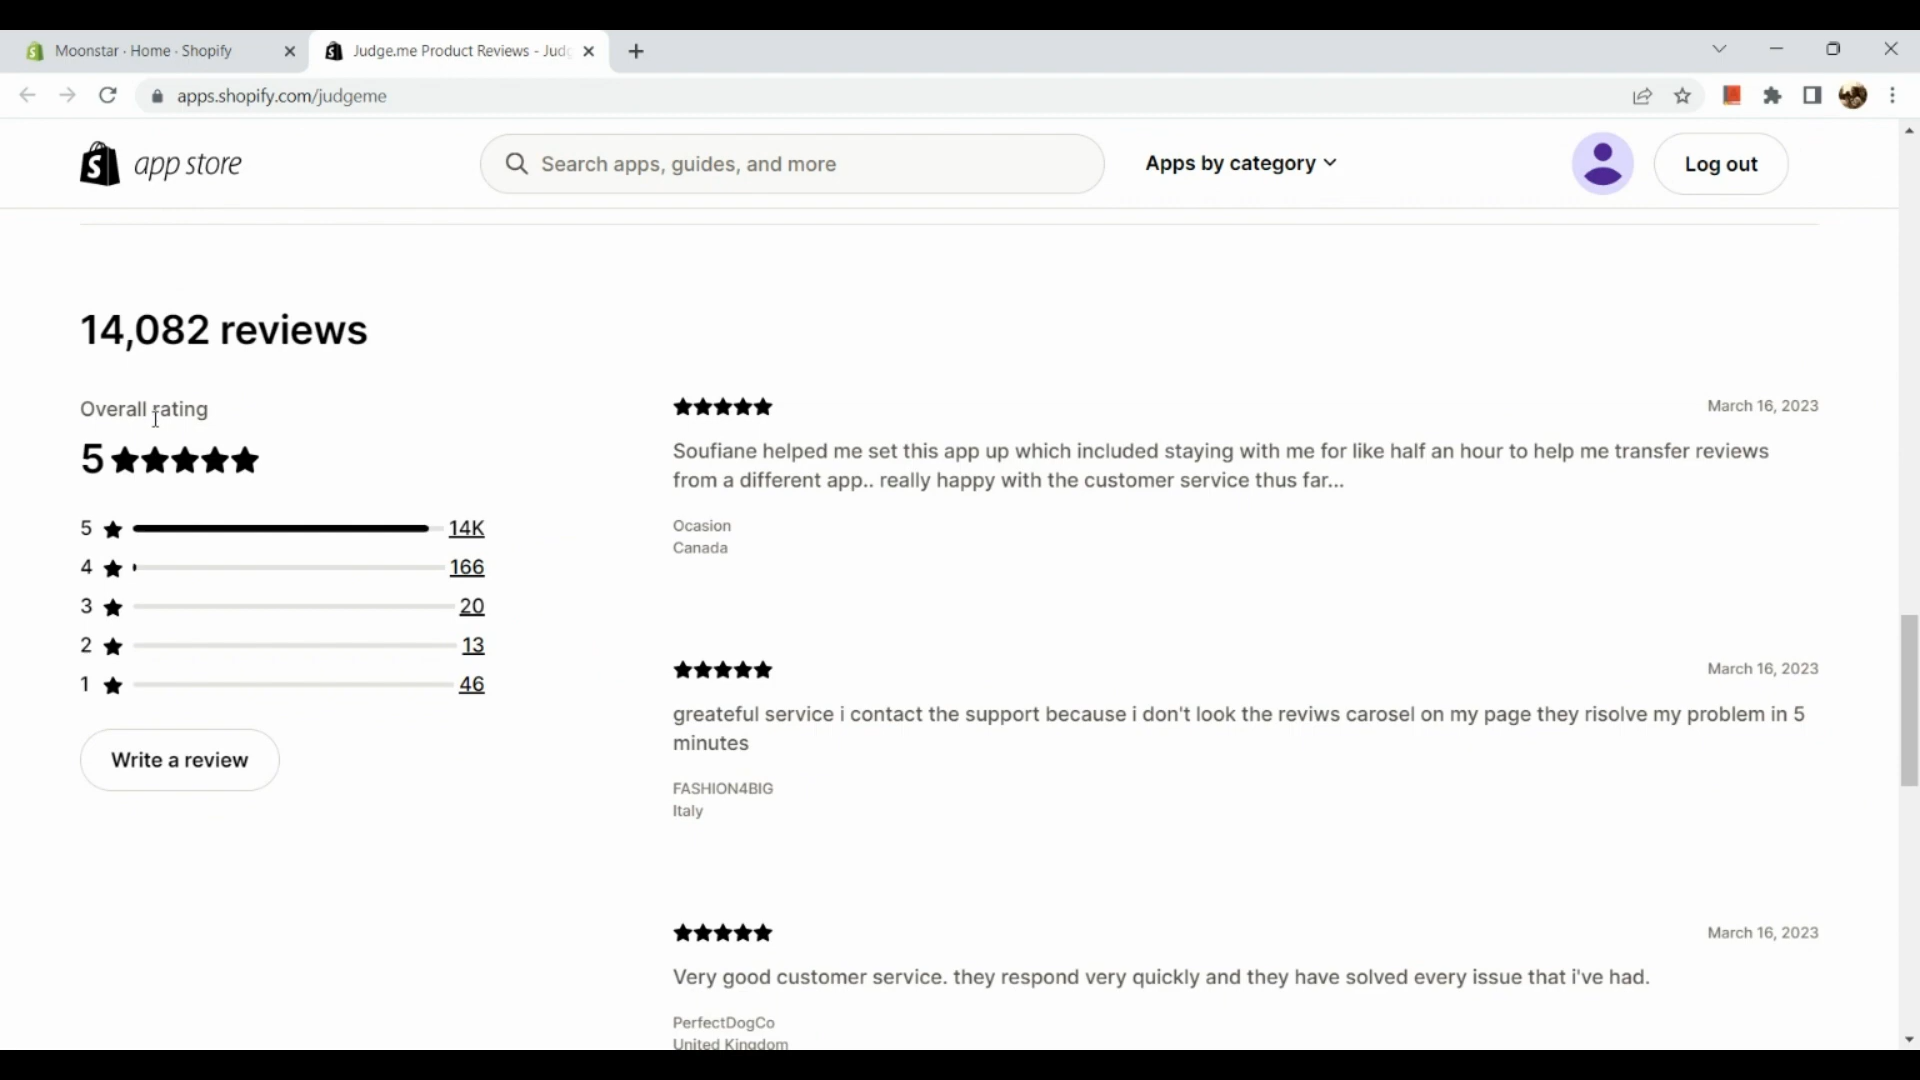 Moonstar · Home · Shopify
Judge.me Product Reviews - Judg
apps.shopify.com/judgeme
app store
Search apps, guides, and more
Apps by category
Log out
14,082 reviews
Overall rating
5
5 14K
4 166
3 20
2 13
1 46
Write a review
March 16, 2023
Soufiane helped me set this app up which included staying with me for like half an hour to help me transfer reviews
from a different app.. really happy with the customer service thus far...
Ocasion
Canada
March 16, 2023
greateful service i contact the support because i don't look the reviws carosel on my page they risolve my problem in 5
minutes
FASHION4BIG
Italy
March 16, 2023
Very good customer service. they respond very quickly and they have solved every issue that i've had.
PerfectDogCo
United Kingdom